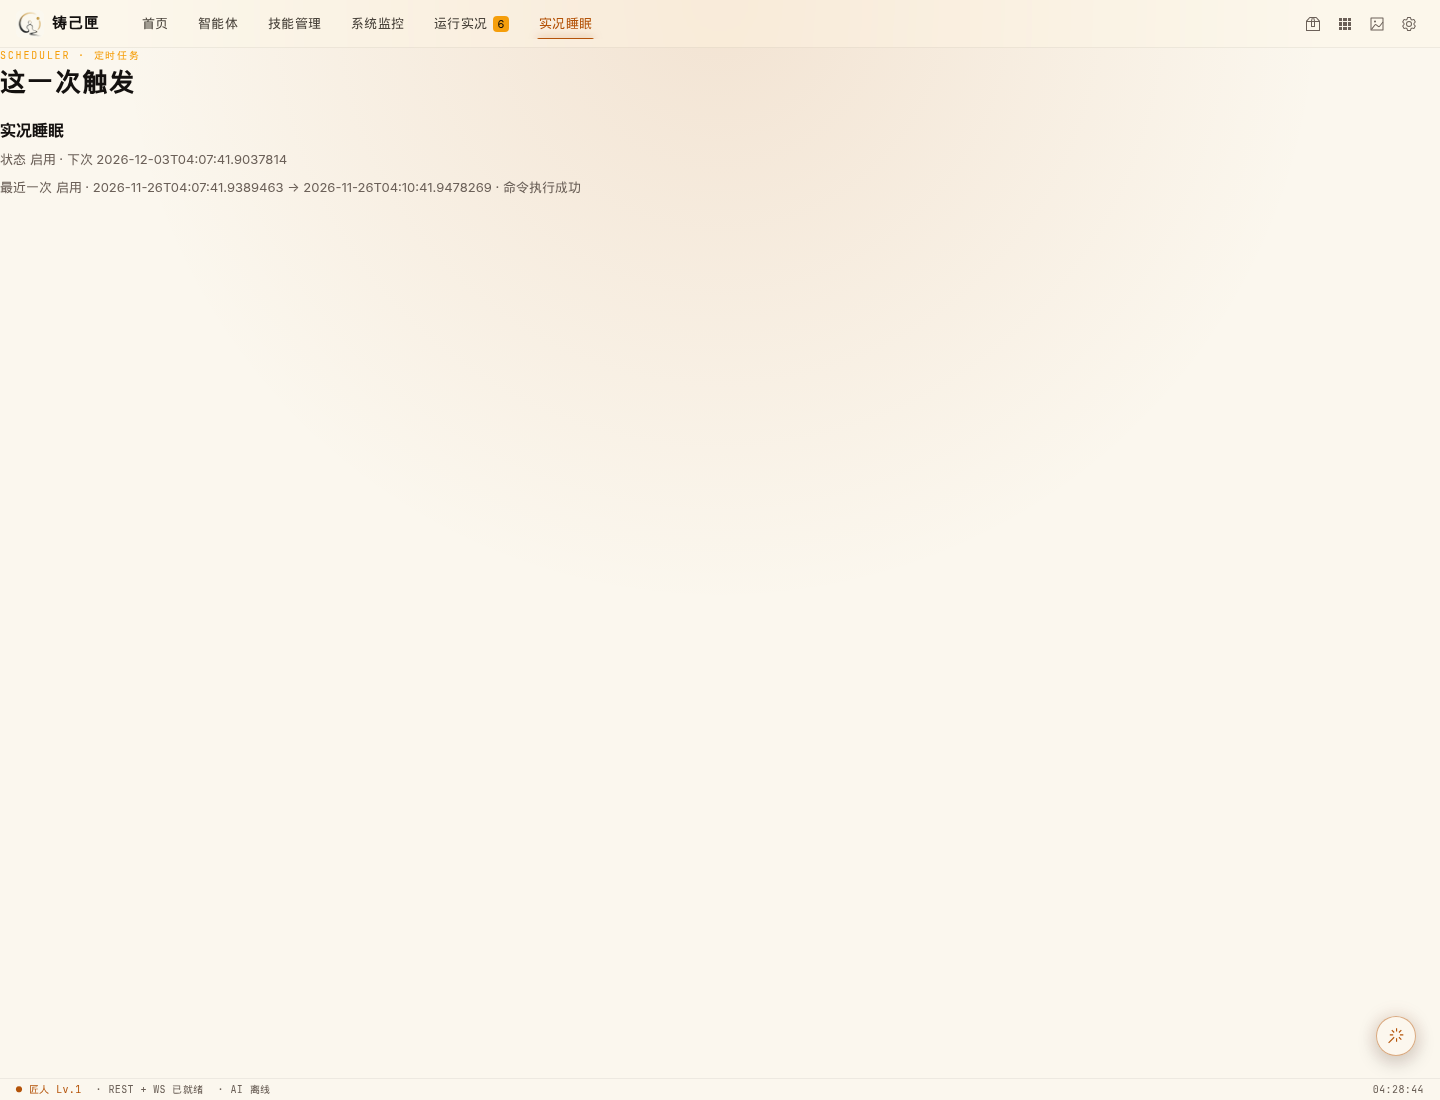 铸己匣 首页 智能体 技能管理 系统监控 运行实况 6 实况睡眠
SCHEDULER · 定时任务
这一次触发
实况睡眠
状态 启用 · 下次 2026-12-03T04:07:41.9037814
最近一次 启用 · 2026-11-26T04:07:41.9389463 → 2026-11-26T04:10:41.9478269 · 命令执行成功
匠人 Lv.1 · REST + WS 已就绪 · AI 离线 04:28:44